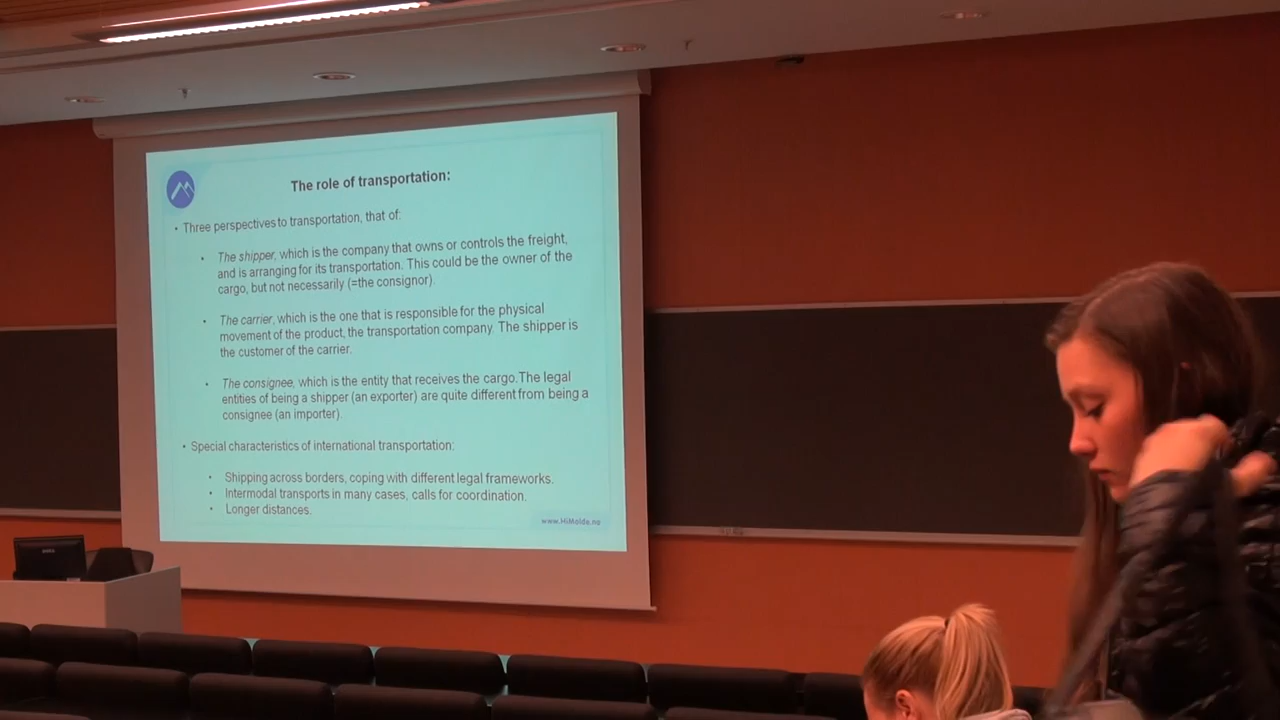 The role of transportation:
• Three perspectives to transportation, that of:
• The shipper, which is the company that owns or controls the freight,
and is arranging for its transportation. This could be the owner of the
cargo, but not necessarily (=the consignor).
• The carrier, which is the one that is responsible for the physical
movement of the product, the transportation company. The shipper is
the customer of the carrier.
• The consignee, which is the entity that receives the cargo.The legal
entities of being a shipper (an exporter) are quite different from being a
consignee (an importer).
• Special characteristics of international transportation:
• Shipping across borders, coping with different legal frameworks.
• Intermodal transports in many cases, calls for coordination.
• Longer distances.
www.HiMolde.no